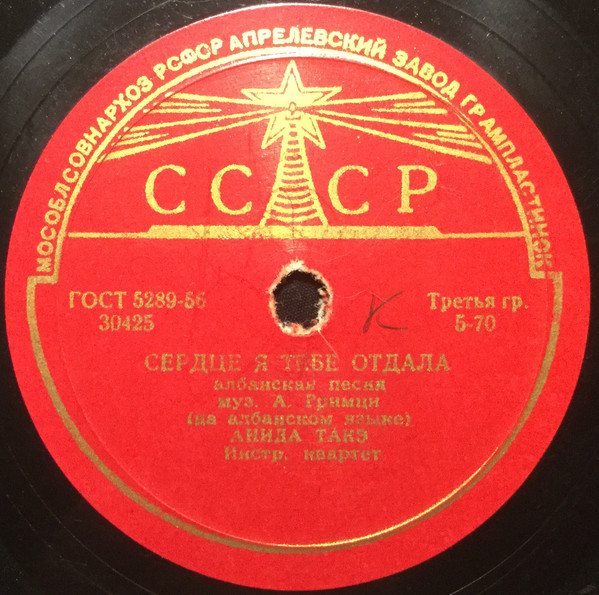 МОСОБЛСОВНАРХОЗ РСФСР АПРЕЛЕВСКИЙ ЗАВОД ГРАМПЛАСТИНОК
СССР
ГОСТ 5289-56
30425
Третья гр.
5-70
К
СЕРДЦЕ Я ТЕБЕ ОТДАЛА
албанская песня
муз. А. Гримци
(на албанском языке)
АНИДА ТАКЭ
Инстр. квартет